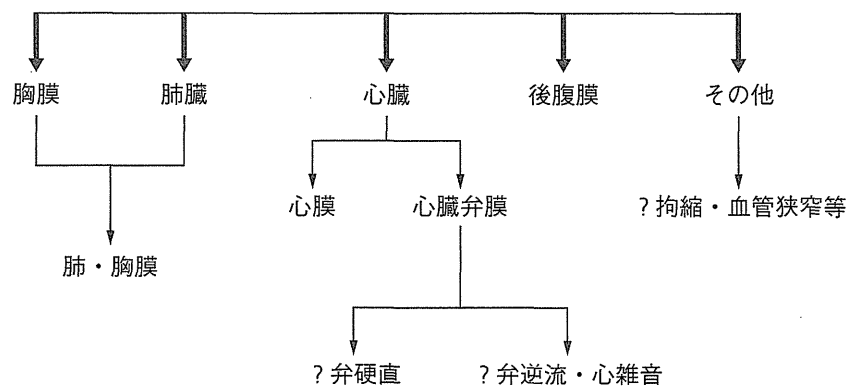 胸膜 肺臓 心臓 後腹膜 その他
心膜 心臓弁膜 ?拘縮・血管狭窄等
肺・胸膜
?弁硬直 ?弁逆流・心雑音